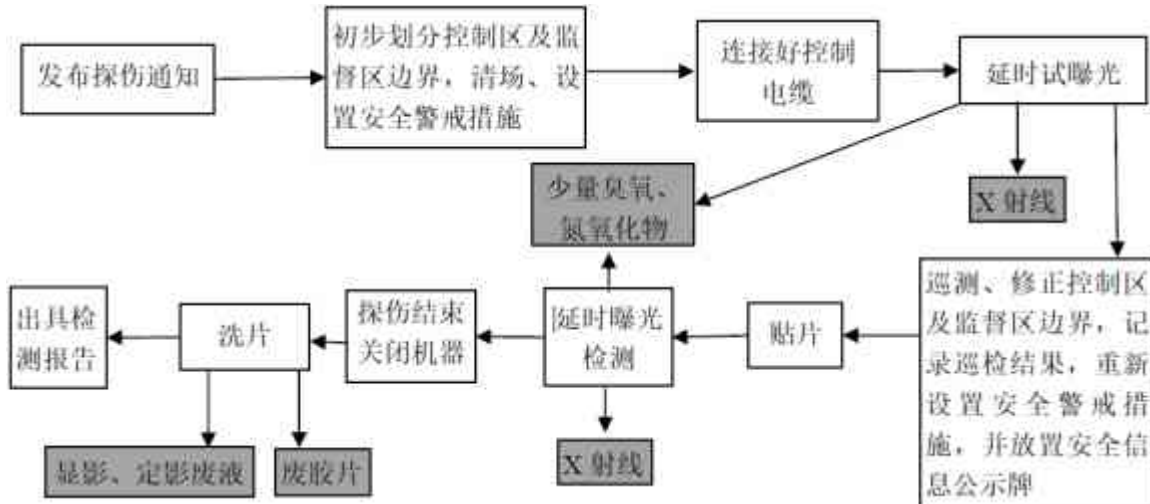 发布探伤通知
初步划分控制区及监
督区边界，清场、设
置安全警戒措施
连接好控制
电缆
延时试曝光
少量臭氧、
氮氧化物
X 射线
巡测、修正控制区
及监督区边界，记
录巡检结果，重新
设置安全警戒措
施，并放置安全信
息公示牌
贴片
延时曝光
检测
探伤结束
关闭机器
洗片
出具检
测报告
显影、定影废液
废胶片
X 射线